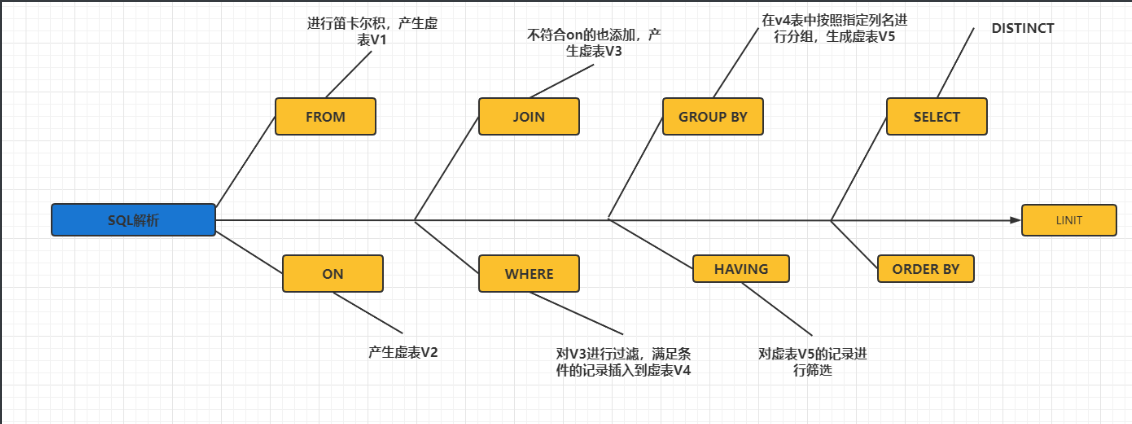 进行笛卡尔积，产生虚
表V1
不符合on的也添加，产
生虚表V3
在v4表中按照指定列名进
行分组，生成虚表V5
DISTINCT
FROM
JOIN
GROUP BY
SELECT
SQL解析
LINIT
ON
WHERE
HAVING
ORDER BY
产生虚表V2
对V3进行过滤，满足条
件的记录插入到虚表V4
对虚表V5的记录进
行筛选